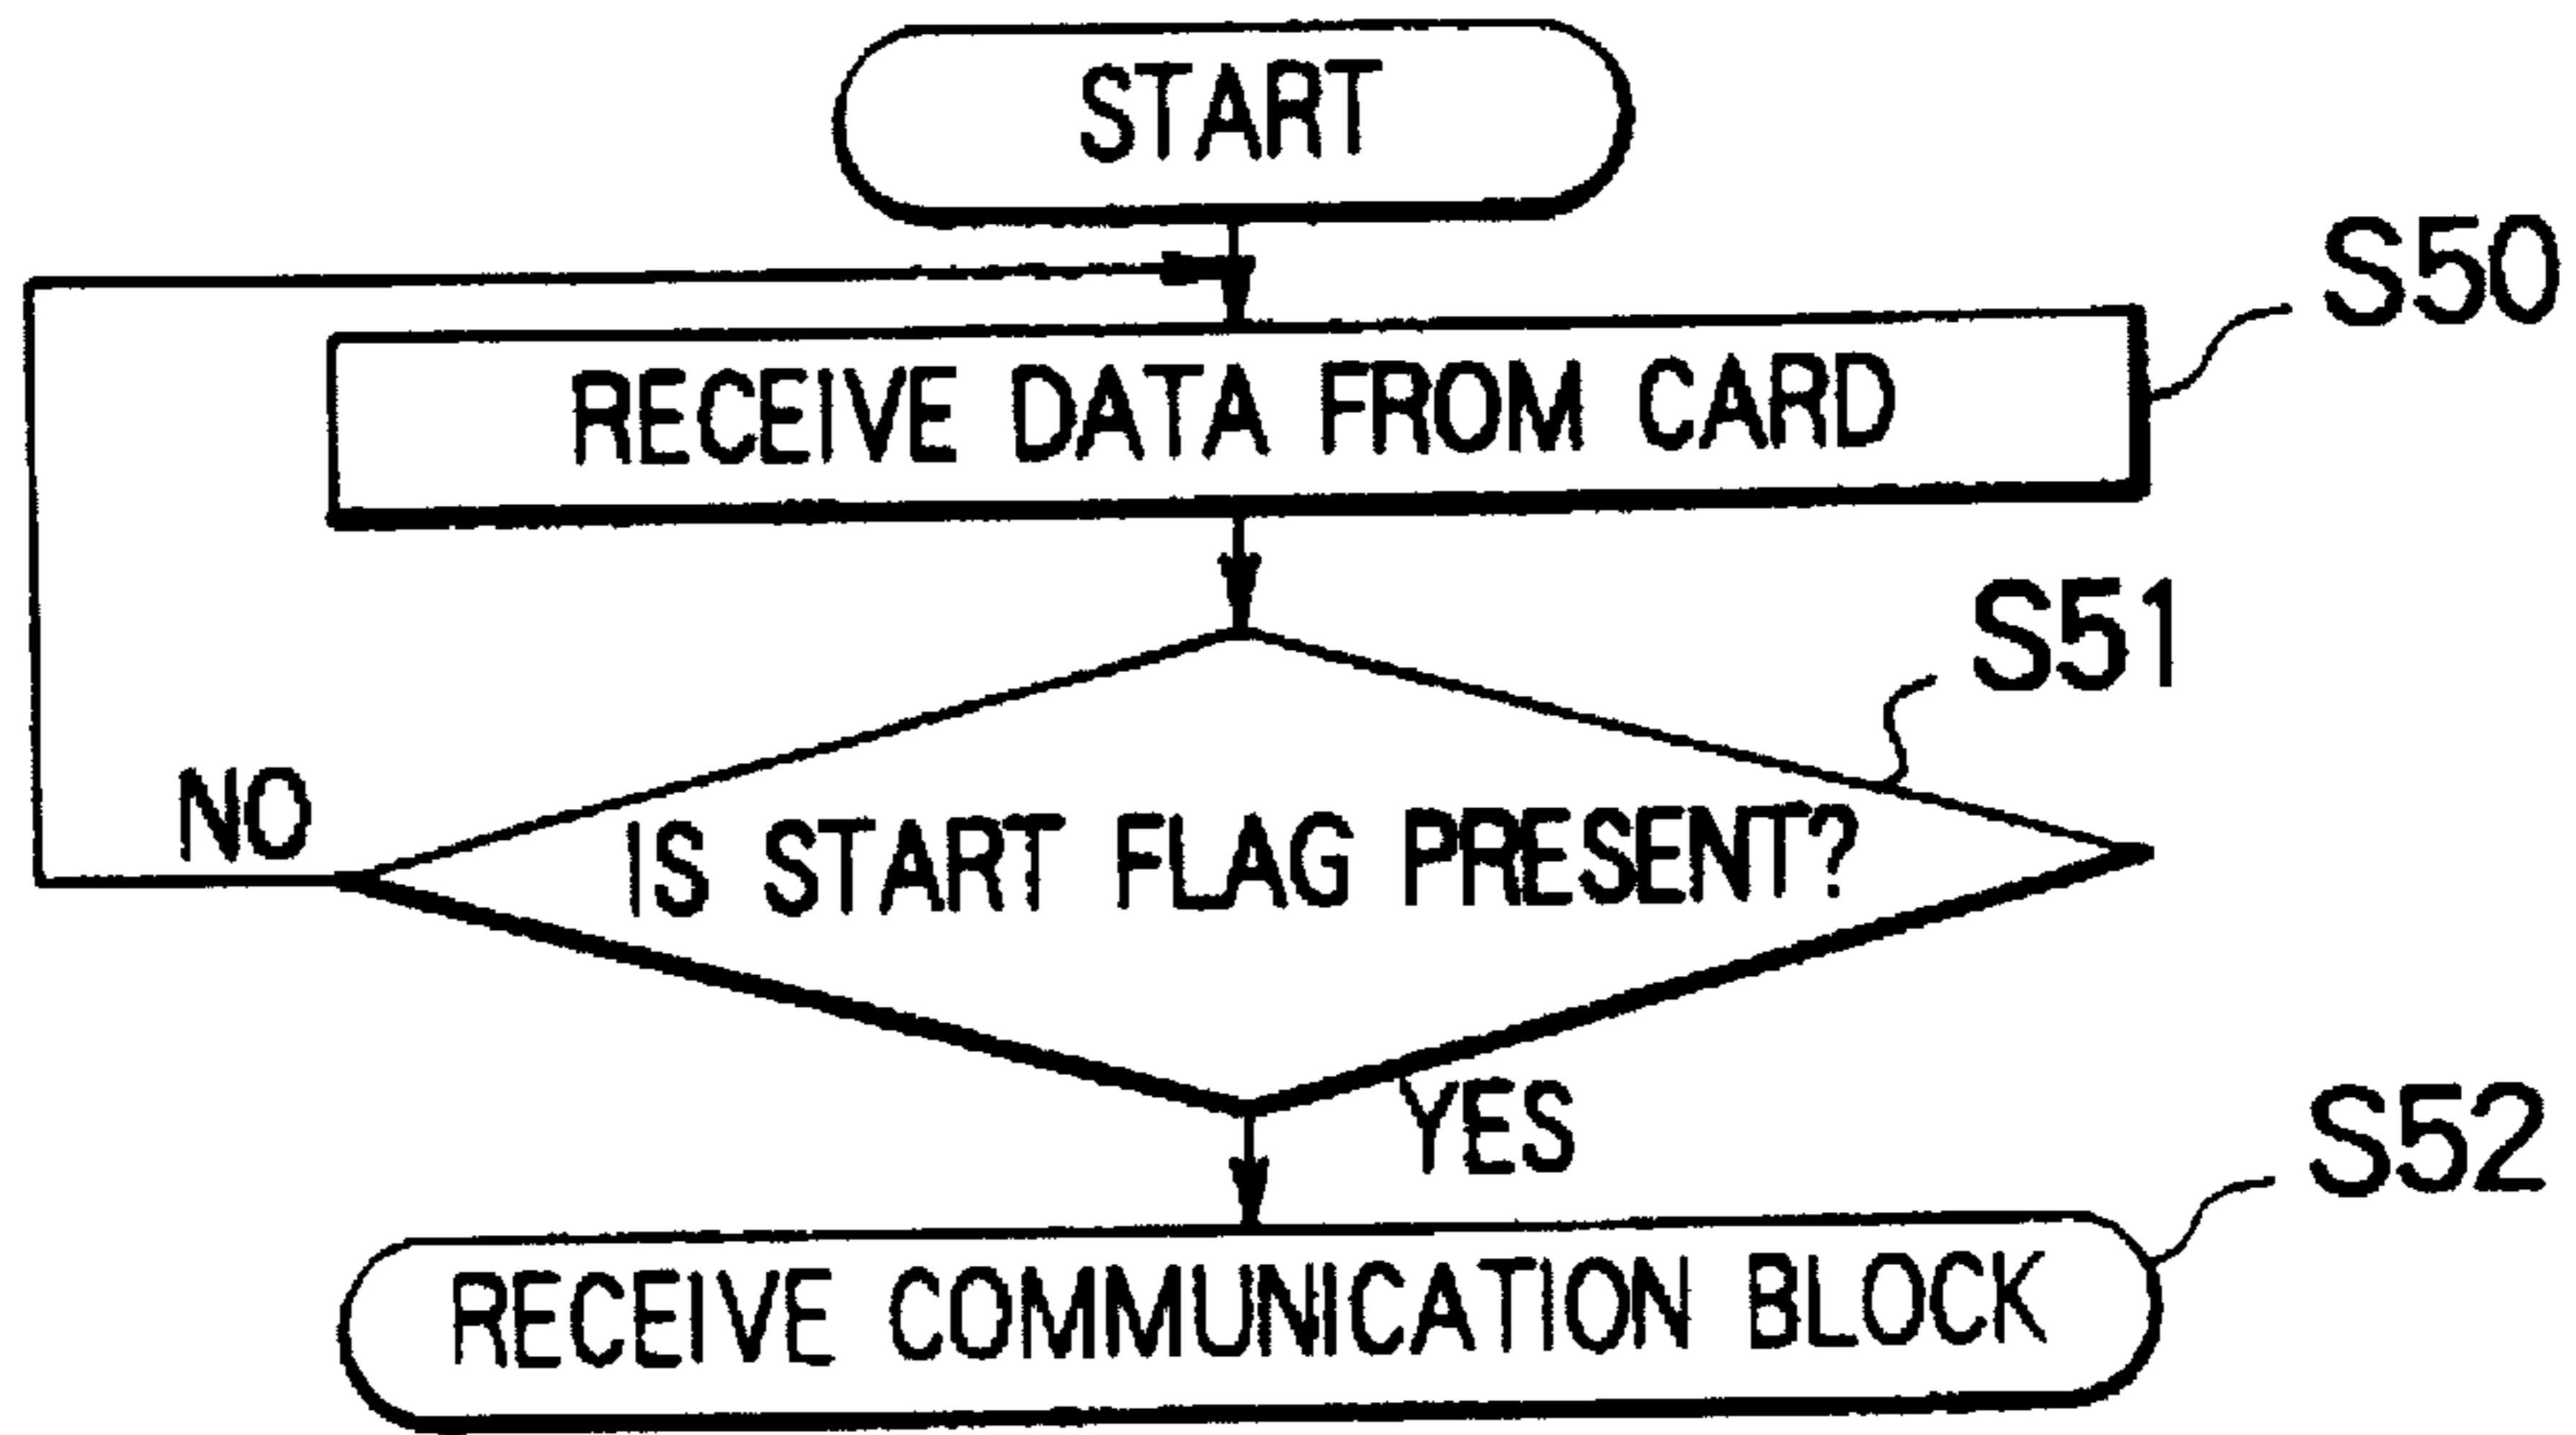 START
S50
RECEIVE DATA FROM CARD
S51
NO
IS START FLAG PRESENT?
YES
S52
RECEIVE COMMUNICATION BLOCK